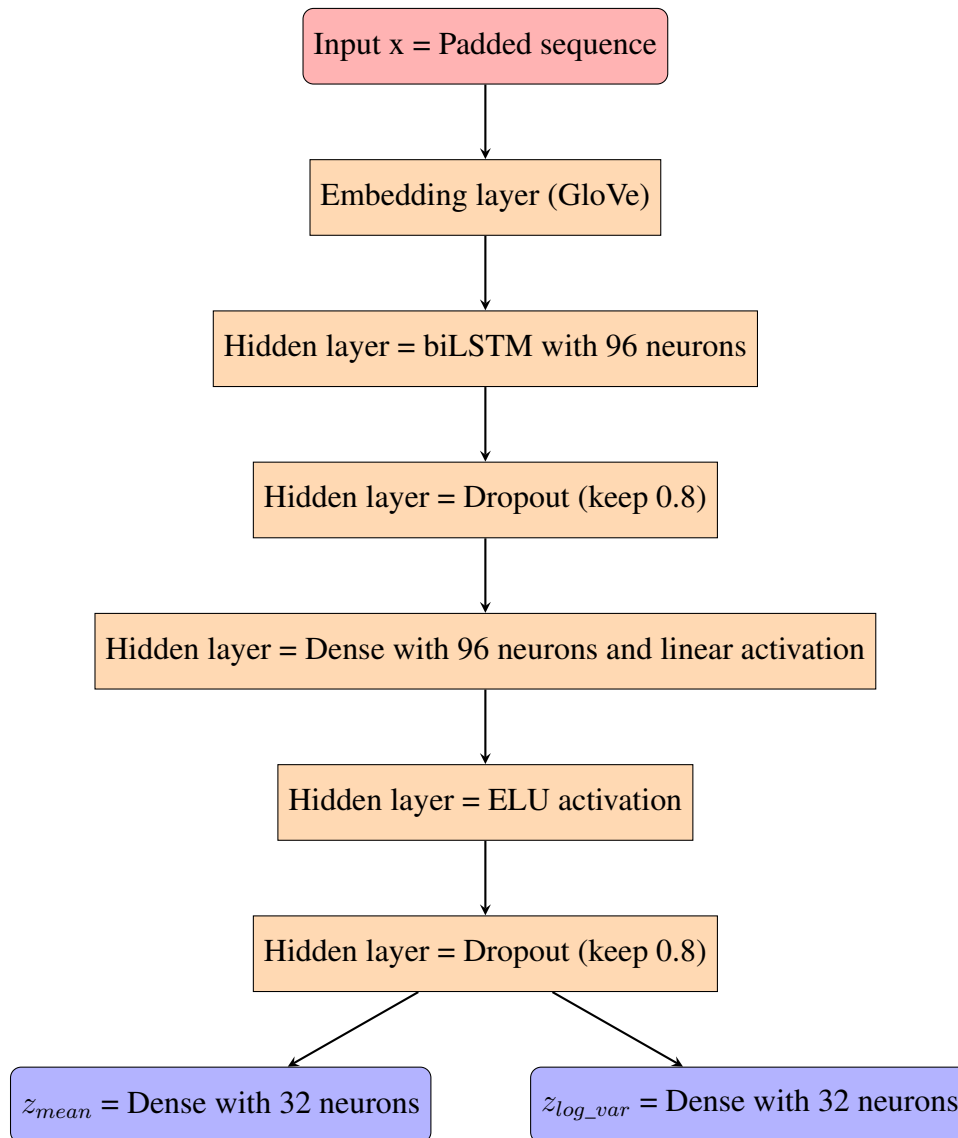 Input x = Padded sequence
Embedding layer (GloVe)
Hidden layer = biLSTM with 96 neurons
Hidden layer = Dropout (keep 0.8)
Hidden layer = Dense with 96 neurons and linear activation
Hidden layer = ELU activation
Hidden layer = Dropout (keep 0.8)
z_mean = Dense with 32 neurons
z_log_var = Dense with 32 neurons